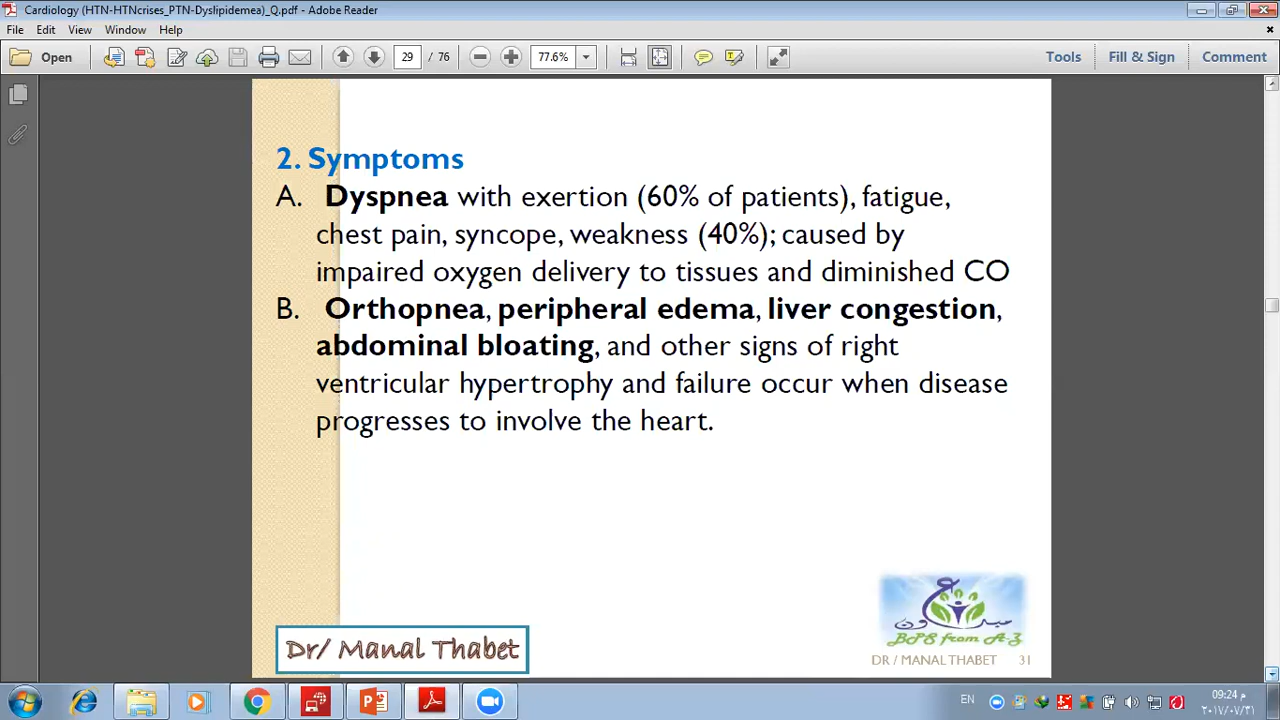 Cardiology (HTN-HTNcrises_PTN-Dyslipidemea)_Q.pdf - Adobe Reader
File Edit View Window Help
Open 29 / 76 77.6% Tools Fill & Sign Comment
2. Symptoms
A. Dyspnea with exertion (60% of patients), fatigue,
chest pain, syncope, weakness (40%); caused by
impaired oxygen delivery to tissues and diminished CO
B. Orthopnea, peripheral edema, liver congestion,
abdominal bloating, and other signs of right
ventricular hypertrophy and failure occur when disease
progresses to involve the heart.
BPS from A-Z
Dr/ Manal Thabet
DR / MANAL THABET 31
EN
09:24 م
٢٠١٧/٠٧/٣١